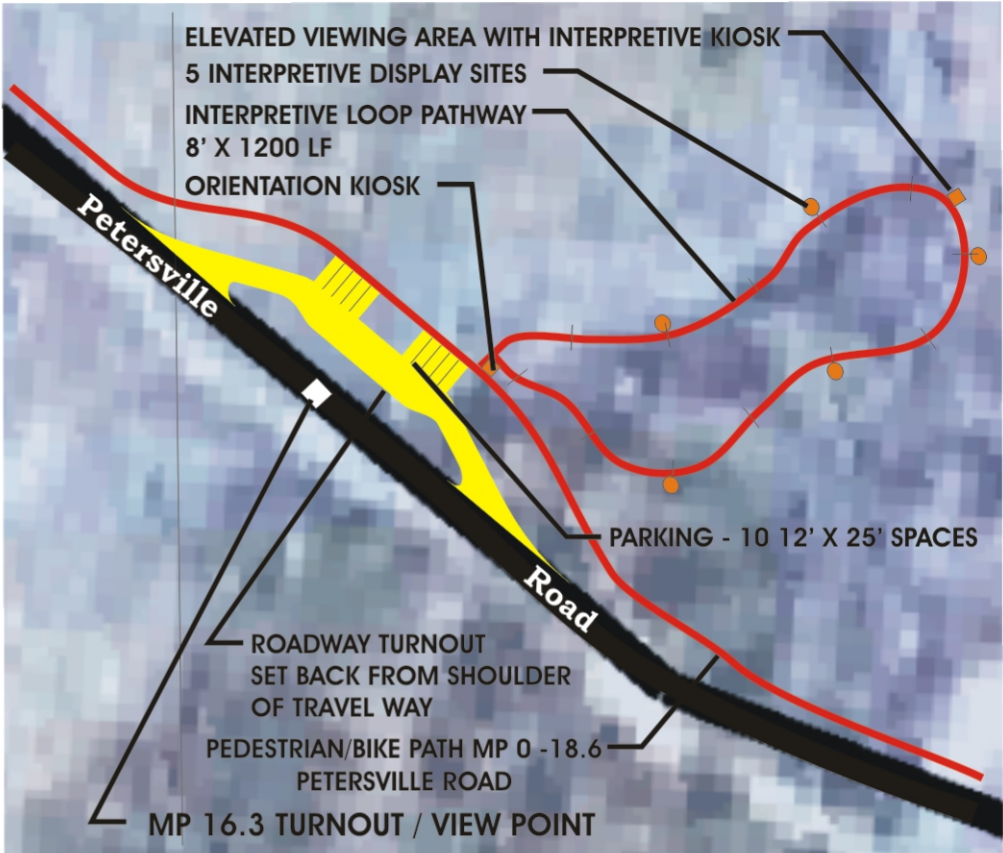 ELEVATED VIEWING AREA WITH INTERPRETIVE KIOSK
5 INTERPRETIVE DISPLAY SITES
INTERPRETIVE LOOP PATHWAY
8' X 1200 LF
ORIENTATION KIOSK
Petersville
PARKING - 10 12' X 25' SPACES
Road
ROADWAY TURNOUT
SET BACK FROM SHOULDER
OF TRAVEL WAY
PEDESTRIAN/BIKE PATH MP 0 -18.6
PETERSVILLE ROAD
MP 16.3 TURNOUT / VIEW POINT